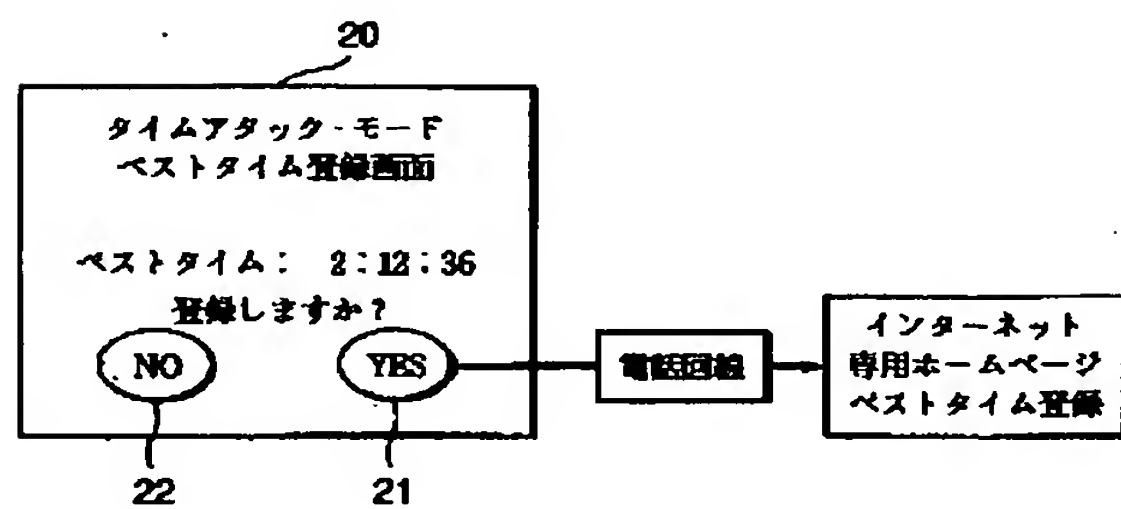 20
タイムアタック・モード
ベストタイム登録画面
ベストタイム： 2：12：36
登録しますか？
NO
YES
電話回線
インターネット
専用ホームページ
ベストタイム登録
22
21